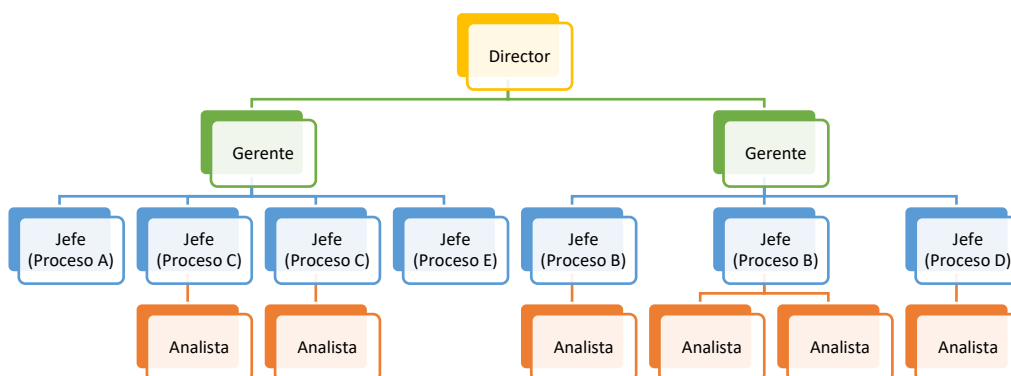 Director
Gerente
Gerente
Jefe
(Proceso A)
Jefe
(Proceso C)
Jefe
(Proceso C)
Jefe
(Proceso E)
Jefe
(Proceso B)
Jefe
(Proceso B)
Jefe
(Proceso D)
Analista
Analista
Analista
Analista
Analista
Analista